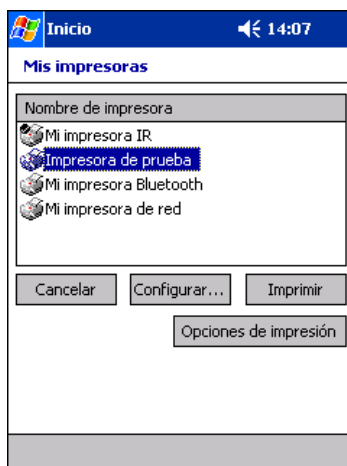 Inicio 14:07
Mis impresoras
Nombre de impresora
Mi impresora IR
Impresora de prueba
Mi impresora Bluetooth
Mi impresora de red
Cancelar Configurar... Imprimir
Opciones de impresión